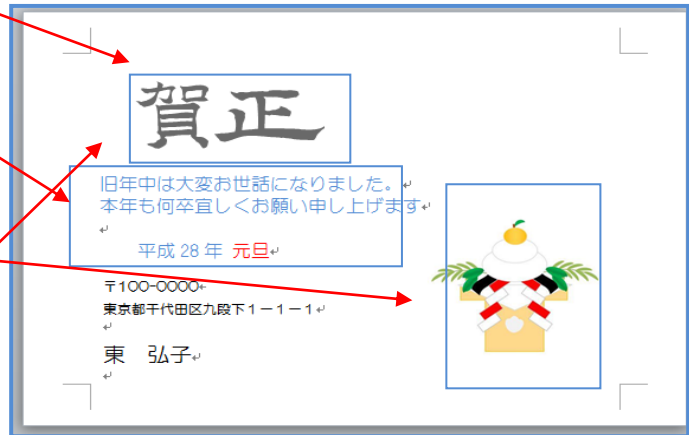 賀正
旧年中は大変お世話になりました。
本年も何卒宜しくお願い申し上げます
平成 28 年 元旦
〒100-0000
東京都千代田区九段下1-1-1
東 弘子